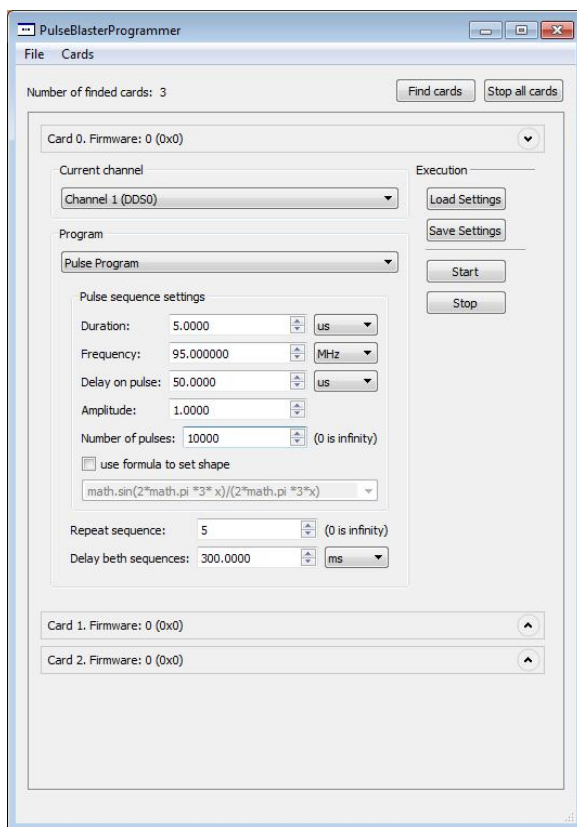 PulseBlasterProgrammer
File Cards
Number of finded cards: 3 Find cards Stop all cards
Card 0. Firmware: 0 (0x0)
Current channel Execution
Channel 1 (DDS0) Load Settings
Save Settings
Program
Pulse Program Start
Pulse sequence settings Stop
Duration: 5.0000 us
Frequency: 95.000000 MHz
Delay on pulse: 50.0000 us
Amplitude: 1.0000
Number of pulses: 10000 (0 is infinity)
use formula to set shape
math.sin(2*math.pi *3* x)/(2*math.pi *3*x)
Repeat sequence: 5 (0 is infinity)
Delay beth sequences: 300.0000 ms
Card 1. Firmware: 0 (0x0)
Card 2. Firmware: 0 (0x0)